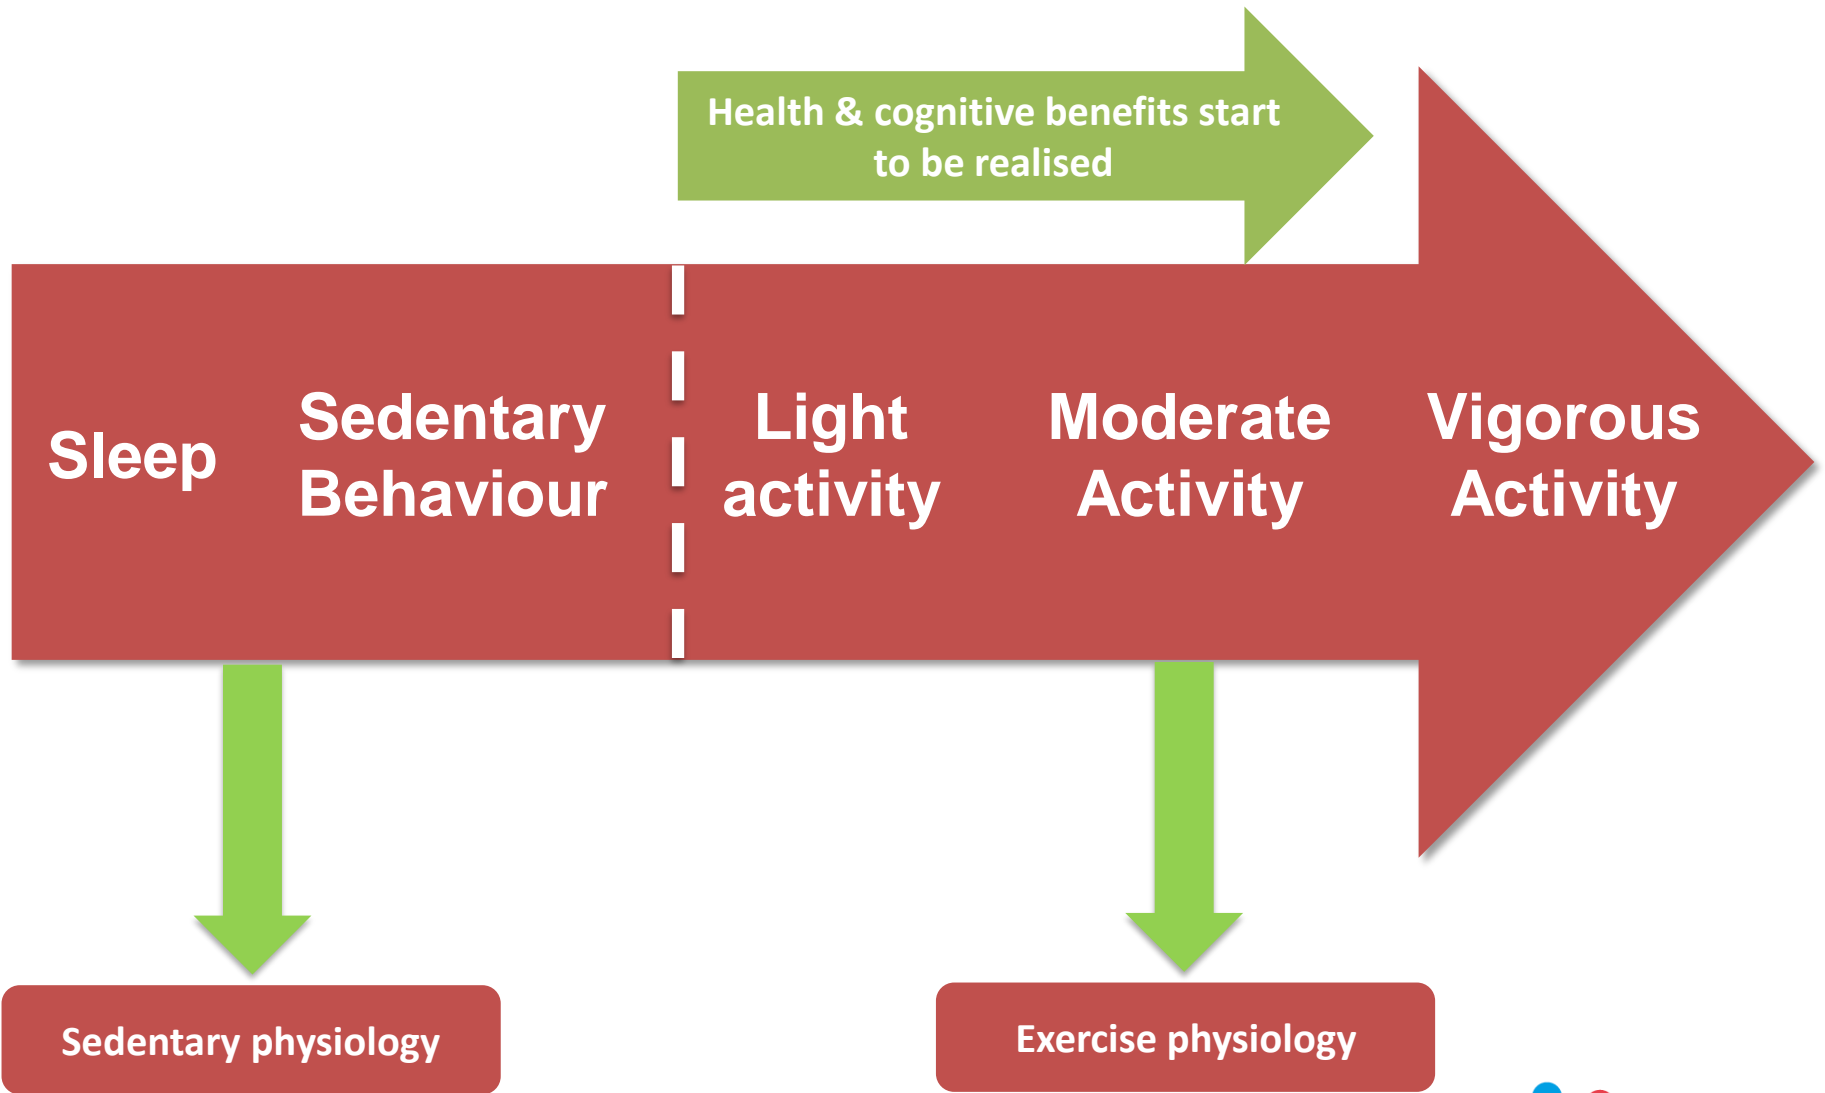 Health & cognitive benefits start
to be realised
Sleep
Sedentary
Behaviour
Light
activity
Moderate
Activity
Vigorous
Activity
Sedentary physiology
Exercise physiology